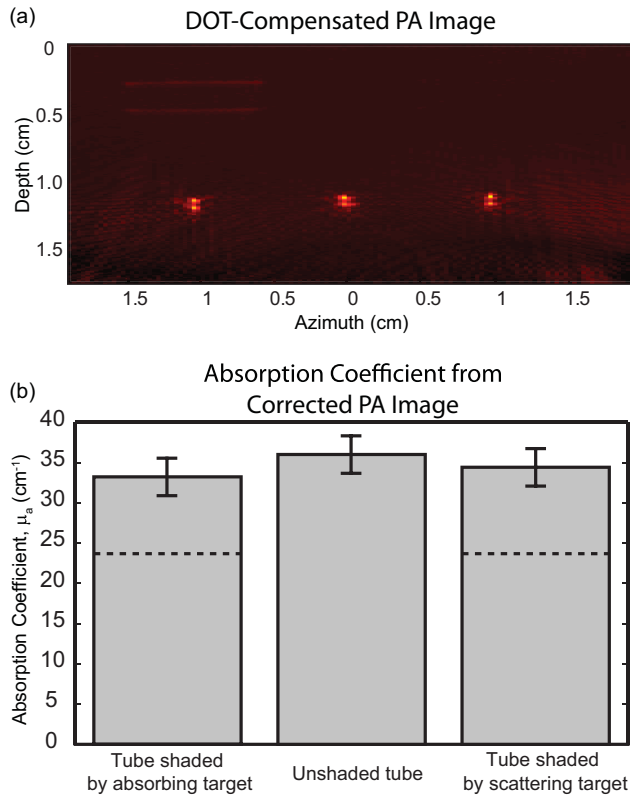 (a)
DOT-Compensated PA Image
0
0.5
1.0
1.5
Depth (cm)
1.5 1 0.5 0 0.5 1 1.5
Azimuth (cm)
(b)
Absorption Coefficient from
Corrected PA Image
40
35
30
25
20
15
10
5
0
Absorption Coefficient, μa (cm⁻¹)
Tube shaded
by absorbing target
Unshaded tube
Tube shaded
by scattering target